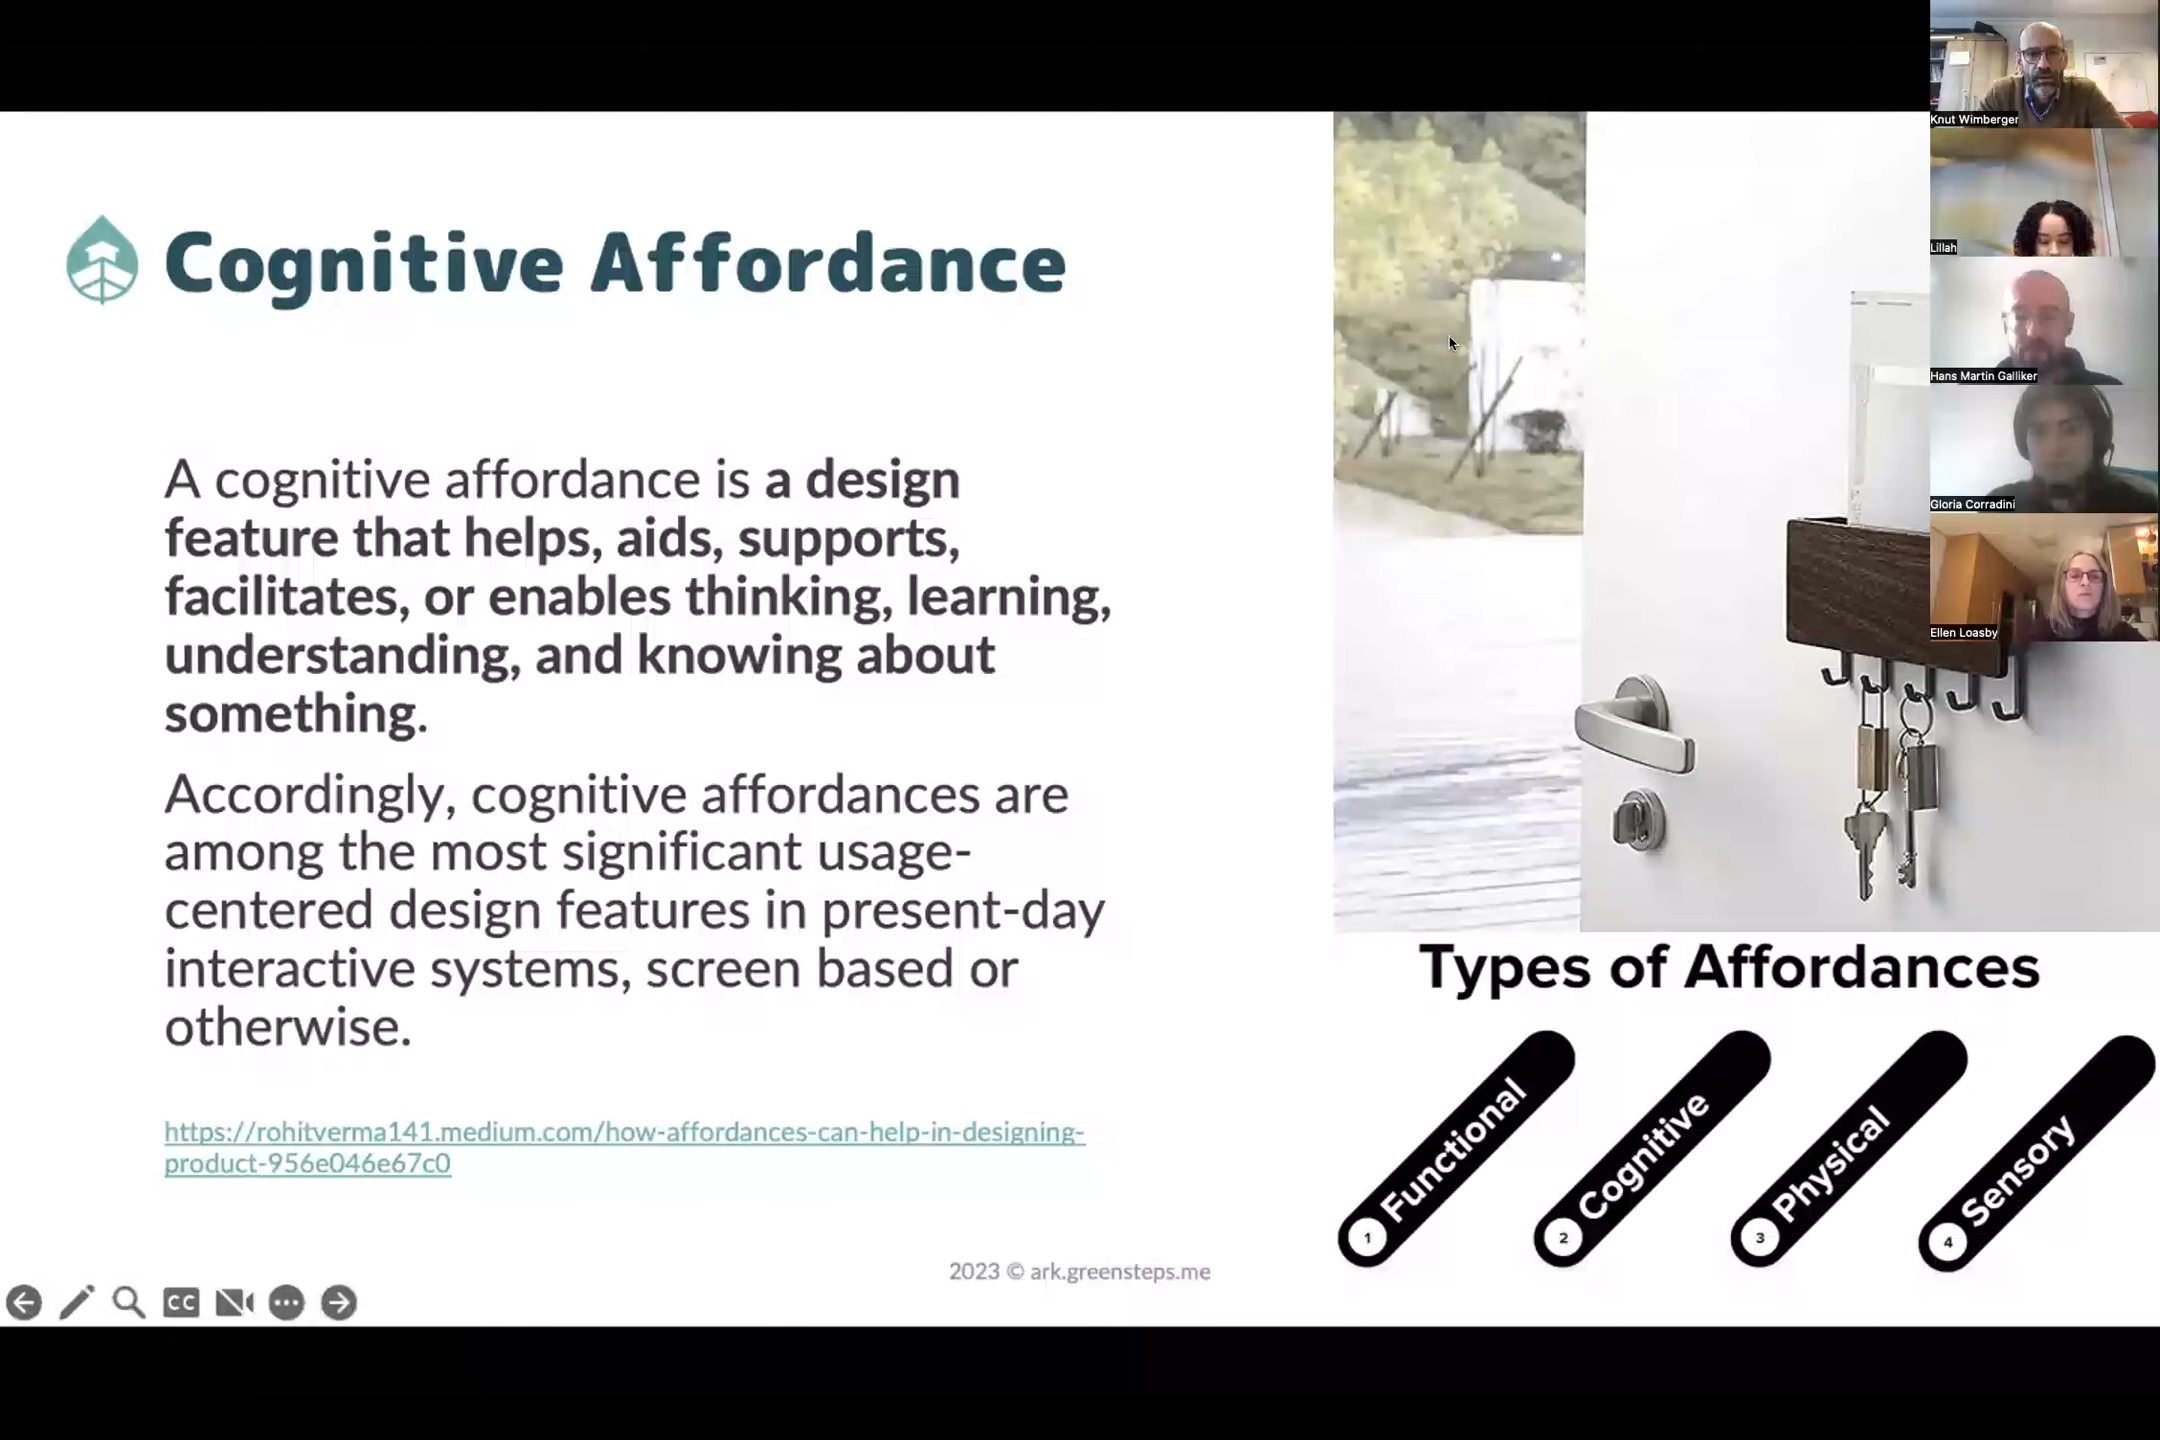 Cognitive Affordance
A cognitive affordance is a design
feature that helps, aids, supports,
facilitates, or enables thinking, learning,
understanding, and knowing about
something.
Accordingly, cognitive affordances are
among the most significant usage-
centered design features in present-day
interactive systems, screen based or
otherwise.
https://rohitverma141.medium.com/how-affordances-can-help-in-designing-
product-956e046e67c0
2023 © ark.greensteps.me
CC
Types of Affordances
1 Functional
2 Cognitive
3 Physical
4 Sensory
Knut Wimberger
Lillah
Hans Martin Galliker
Gloria Corradini
Ellen Loasby